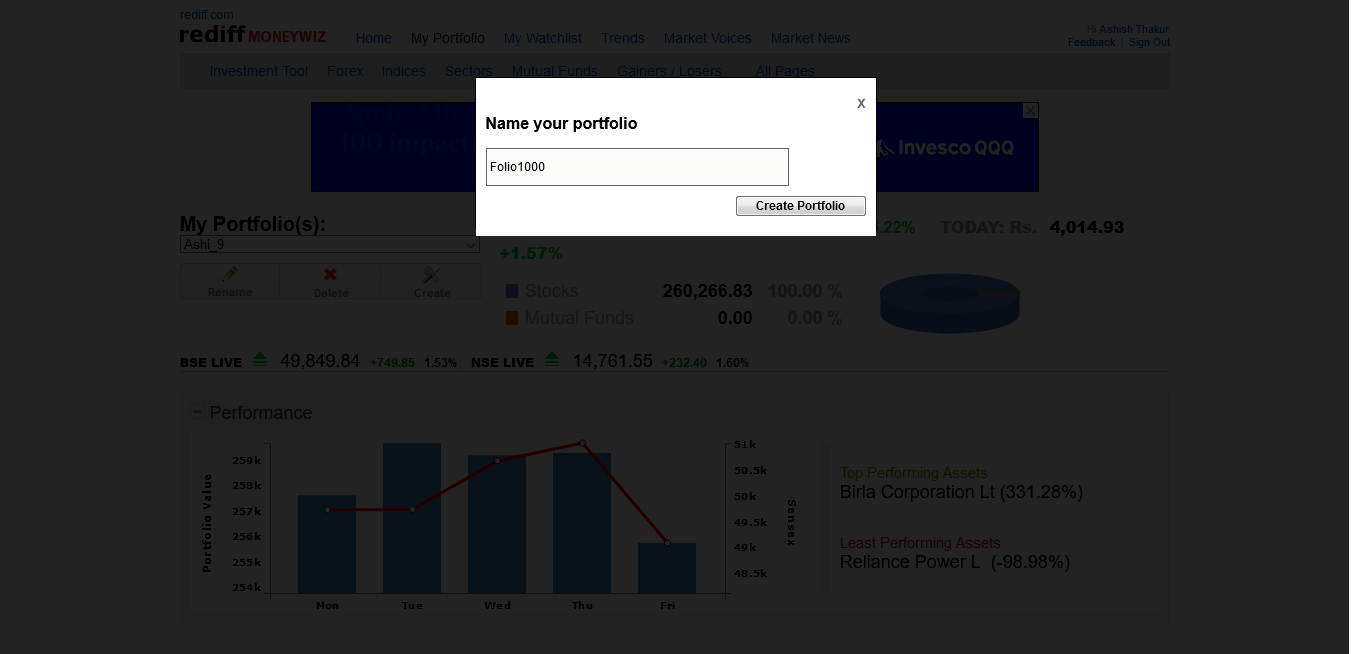 rediff.com
rediff MONEYWIZ
Home My Portfolio My Watchlist Trends Market Voices Market News
Hi Ashish Thakur
Feedback | Sign Out
Investment Tool Forex Indices Sectors Mutual Funds Gainers / Losers All Pages
x
Name your portfolio
Folio1000
Create Portfolio
Invesco QQQ
My Portfolio(s):
Ashi_9
Rename Delete Create
.22% TODAY: Rs. 4,014.93
+1.57%
Stocks 260,266.83 100.00 %
Mutual Funds 0.00 0.00 %
BSE LIVE 49,849.84 +749.85 1.53% NSE LIVE 14,761.55 +232.40 1.60%
Performance
Portfolio Value
259k
258k
257k
256k
255k
254k
Mon Tue Wed Thu Fri
51k
50.5k
50k
49.5k
49k
48.5k
Sensex
Top Performing Assets
Birla Corporation Lt (331.28%)
Least Performing Assets
Reliance Power L (-98.98%)